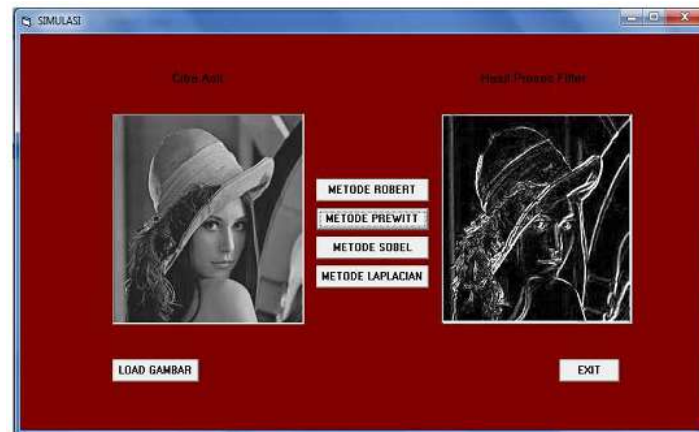 SIMULASI
Citra Asli
Hasil Proses Filter
METODE ROBERT
METODE PREWITT
METODE SOBEL
METODE LAPLACIAN
LOAD GAMBAR
EXIT